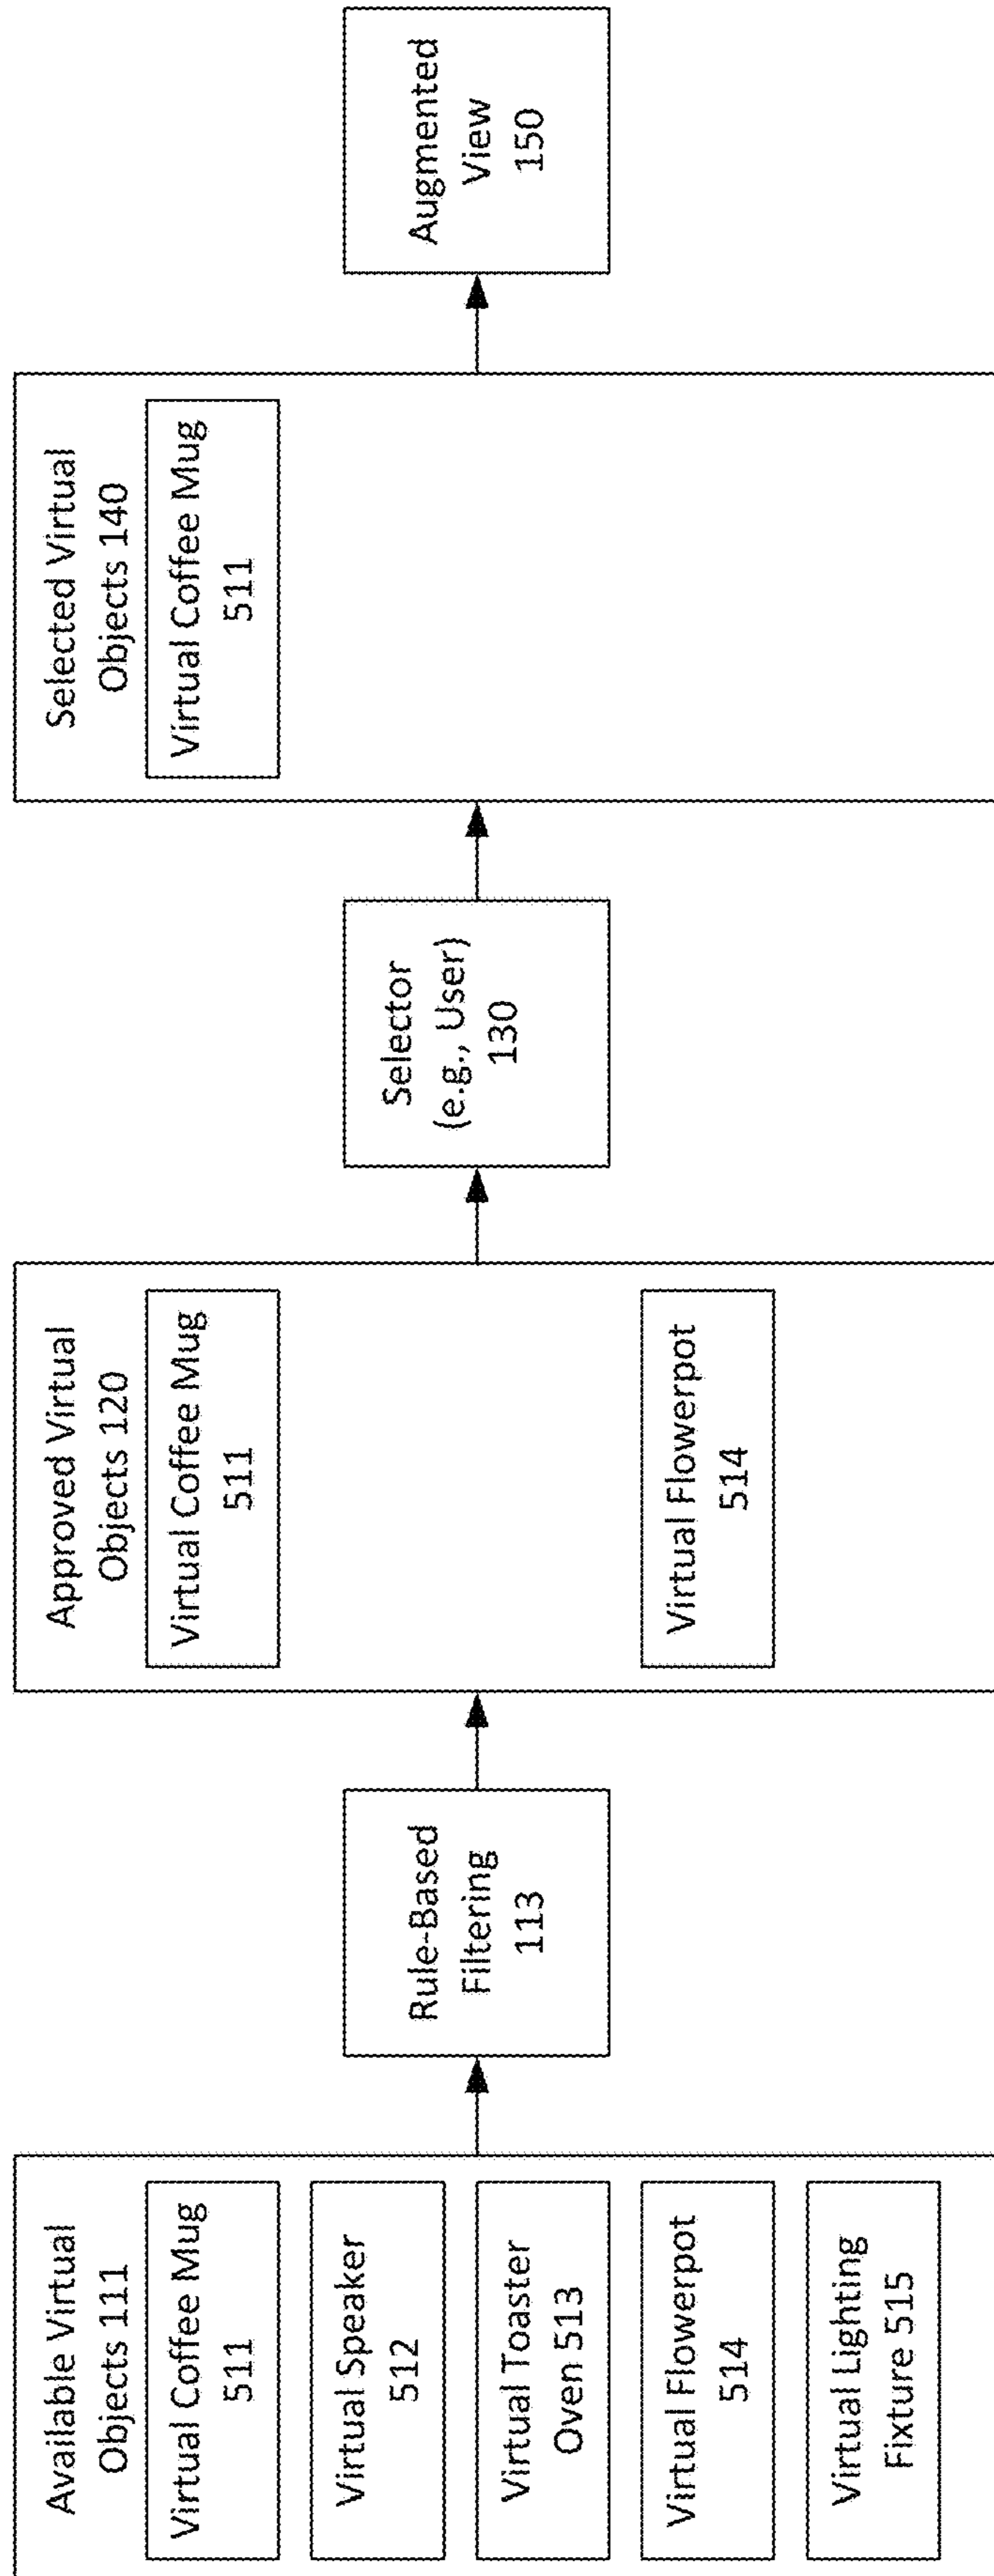 Available Virtual
Objects 111
Virtual Coffee Mug
511
Virtual Speaker
512
Virtual Toaster
Oven 513
Virtual Flowerpot
514
Virtual Lighting
Fixture 515
Rule-Based
Filtering
113
Approved Virtual
Objects 120
Virtual Coffee Mug
511
Virtual Flowerpot
514
Selector
(e.g., User)
130
Selected Virtual
Objects 140
Virtual Coffee Mug
511
Augmented
View
150